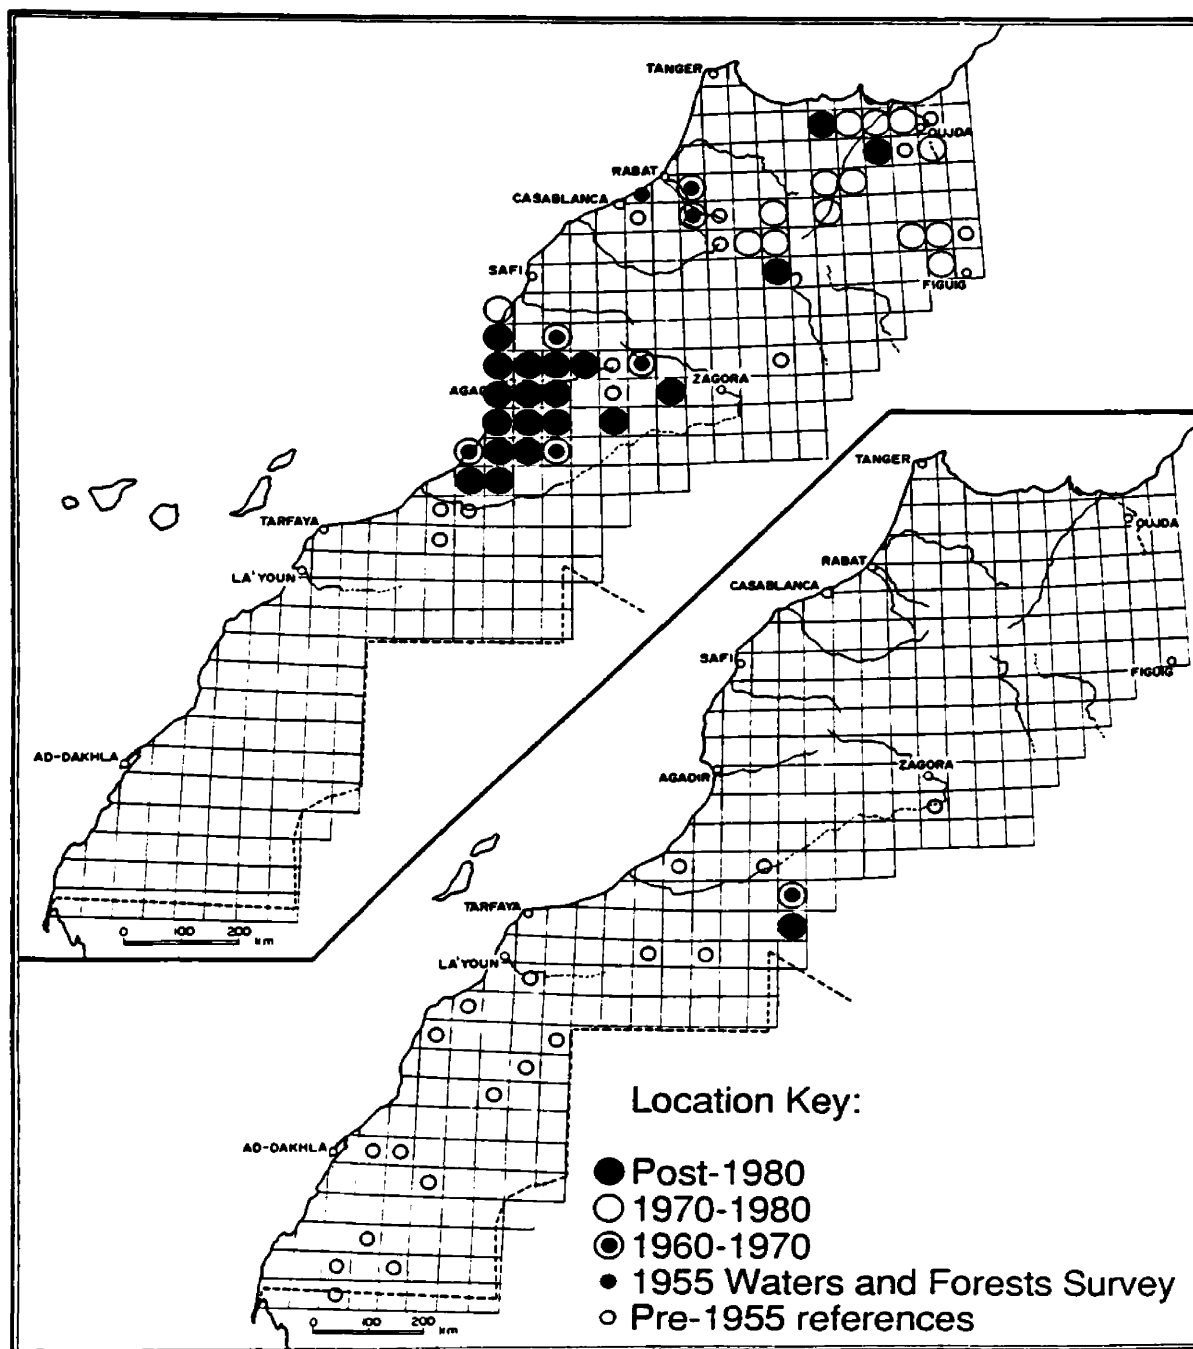 TANGER
OUJDA
RABAT
CASABLANCA
SAFI
FIGUIG
ZAGORA
TARFAYA
LA'YOUN
AD-DAKHLA
0 100 200
km
TANGER
OUJDA
RABAT
CASABLANCA
SAFI
FIGUIG
AGADIR
ZAGORA
TARFAYA
LA'YOUN
AD-DAKHLA
0 100 200
km
Location Key:
Post-1980
1970-1980
1960-1970
1955 Waters and Forests Survey
Pre-1955 references